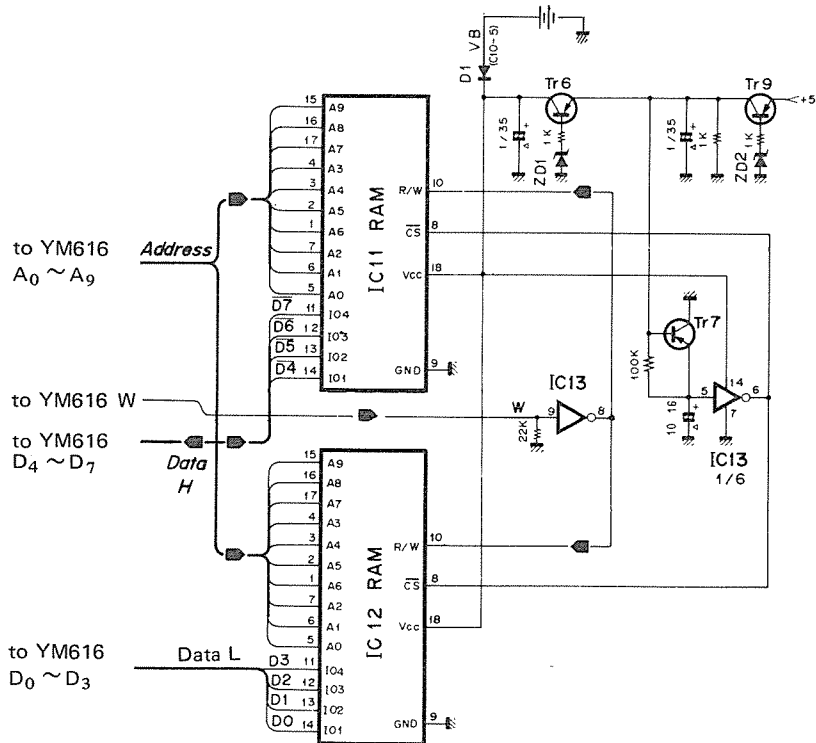 VB
D1
(C10-5)
Tr6
Tr9
+5
1/35
+
1K
ZD1
1/35
+
1K
1K
ZD2
15 A9
16 A8
17 A7
4 A3
3 A4
2 A5
1 A6
7 A2
6 A1
5 A0
D7 11 IO4
D6 12 IO3
D5 13 IO2
D4 14 IO1
IC11 RAM
R/W 10
CS 8
Vcc 18
GND 9
to YM616
A0 ~ A9
Address
to YM616 W
to YM616
D4 ~ D7
Data
H
W
22K
9
IC13
8
Tr7
100K
10 16
+
5
14
6
7
IC13
1/6
15 A9
16 A8
17 A7
4 A3
3 A4
2 A5
1 A6
7 A2
6 A1
5 A0
D3 11 IO4
D2 12 IO3
D1 13 IO2
D0 14 IO1
IC12 RAM
R/W 10
CS 8
Vcc 18
GND 9
to YM616
D0 ~ D3
Data L